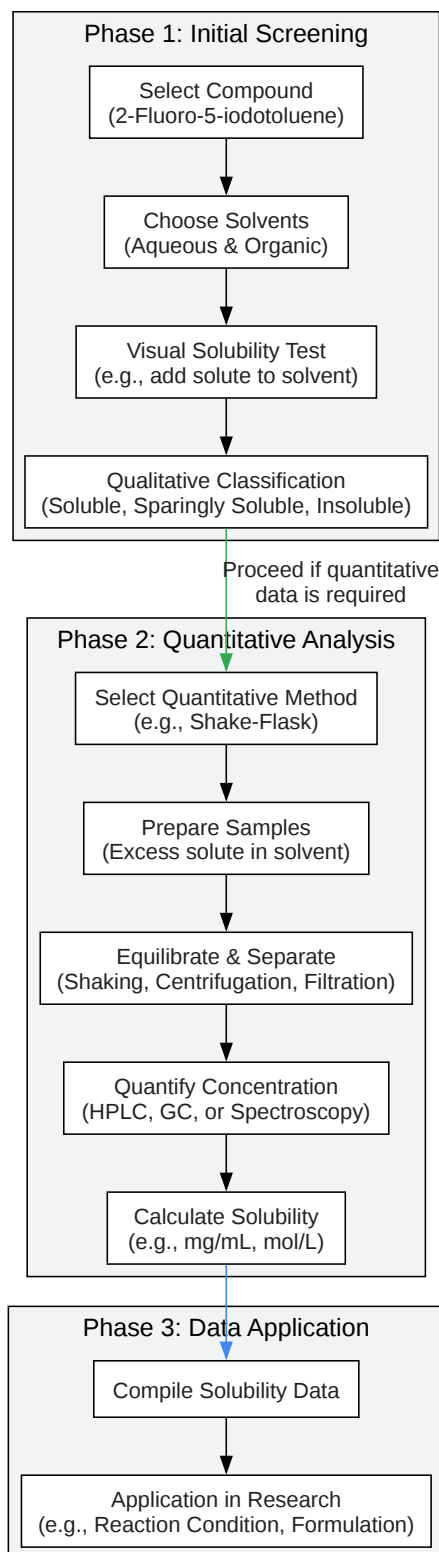 Phase 1: Initial Screening
Select Compound
(2-Fluoro-5-iodotoluene)
Choose Solvents
(Aqueous & Organic)
Visual Solubility Test
(e.g., add solute to solvent)
Qualitative Classification
(Soluble, Sparingly Soluble, Insoluble)
Proceed if quantitative
data is required
Phase 2: Quantitative Analysis
Select Quantitative Method
(e.g., Shake-Flask)
Prepare Samples
(Excess solute in solvent)
Equilibrate & Separate
(Shaking, Centrifugation, Filtration)
Quantify Concentration
(HPLC, GC, or Spectroscopy)
Calculate Solubility
(e.g., mg/mL, mol/L)
Phase 3: Data Application
Compile Solubility Data
Application in Research
(e.g., Reaction Condition, Formulation)